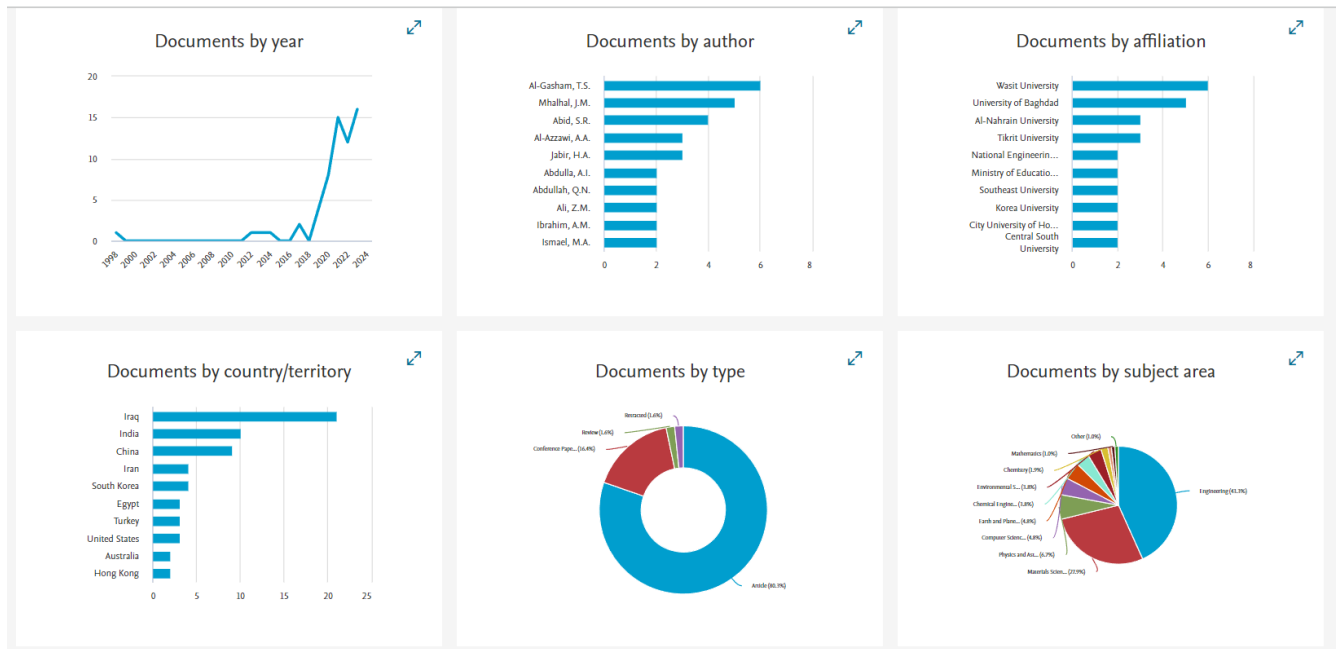 Documents by year
20
15
10
5
0
1998
2000
2002
2004
2006
2008
2010
2012
2014
2016
2018
2020
2022
2024
Documents by author
Al-Gasham, T.S.
Mhalhal, J.M.
Abid, S.R.
Al-Azzawi, A.A.
Jabir, H.A.
Abdulla, A.I.
Abdullah, Q.N.
Ali, Z.M.
Ibrahim, A.M.
Ismael, M.A.
0 2 4 6 8
Documents by affiliation
Wasit University
University of Baghdad
Al-Nahrain University
Tikrit University
National Engineerin...
Ministry of Educatio...
Southeast University
Korea University
City University of Ho...
Central South
University
0 2 4 6 8
Documents by country/territory
Iraq
India
China
Iran
South Korea
Egypt
Turkey
United States
Australia
Hong Kong
0 5 10 15 20 25
Documents by type
Retracted (1.6%)
Review (1.6%)
Conference Pape... (16.4%)
Article (80.3%)
Documents by subject area
Other (1.0%)
Mathematics (1.0%)
Chemistry (1.9%)
Environmental S... (3.8%)
Chemical Engine... (3.8%)
Earth and Plann... (4.8%)
Computer Scienc... (4.8%)
Physics and As... (6.7%)
Materials Scien... (27.9%)
Engineering (43.3%)